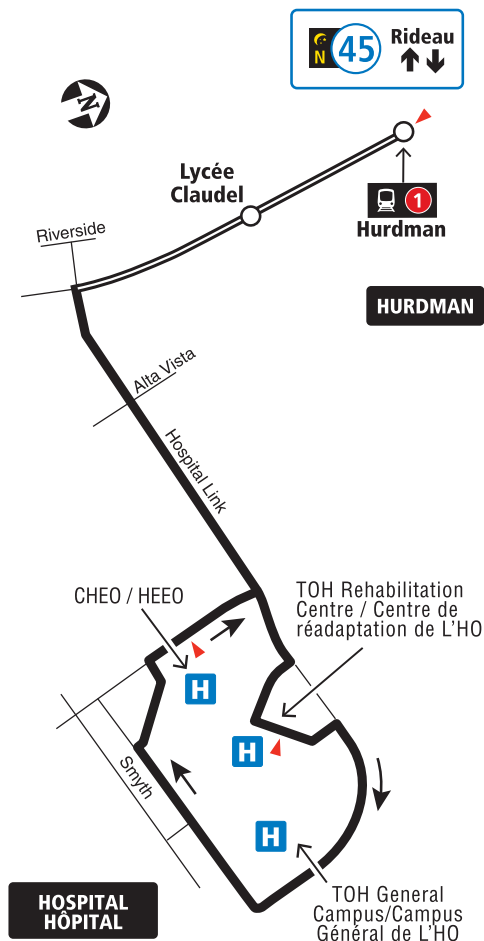 N
45
Rideau
N
Lycée
Claudel
1
Hurdman
Riverside
HURDMAN
Alta Vista
Hospital Link
CHEO / HEEO
TOH Rehabilitation
Centre / Centre de
réadaptation de L'HO
H
H
Smyth
H
HOSPITAL
HÔPITAL
TOH General
Campus/Campus
Général de L'HO